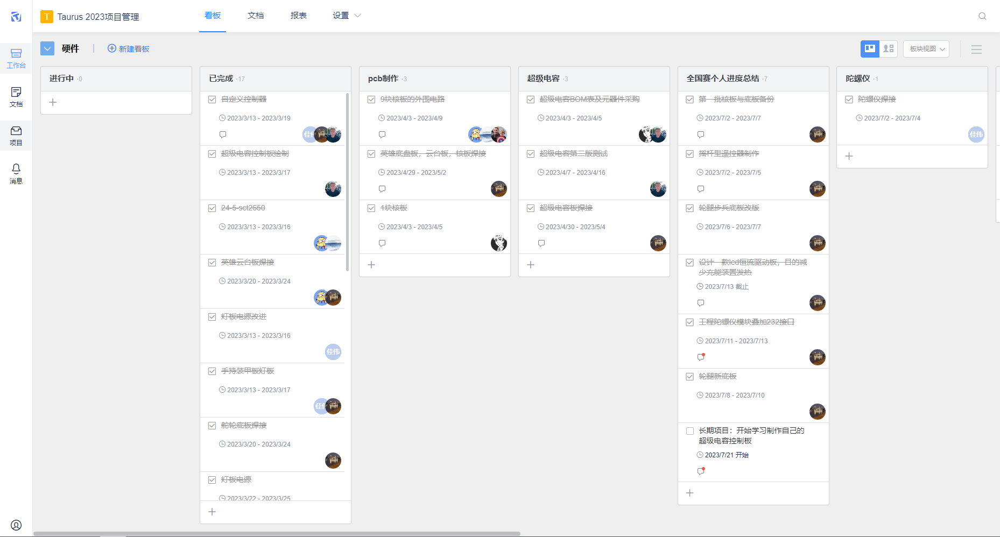 T Taurus 2023项目管理
看板 文档 报表 设置
工作台
文档
项目
消息
硬件 | 新建看板
板块视图
进行中 ·0
已完成 ·17
自定义控制器
2023/3/13 - 2023/3/19
佳伟
超级电容控制板绘制
2023/3/13 - 2023/3/17
24-5-sct2650
2023/3/13 - 2023/3/16
英雄云台板焊接
2023/3/20 - 2023/3/24
灯板电源改进
2023/3/13 - 2023/3/16
佳伟
手持装甲板灯板
2023/3/13 - 2023/3/17
佳伟
舵轮底板焊接
2023/3/20 - 2023/3/24
灯板电源
2023/3/22 - 2023/3/25
pcb制作 ·3
9块核板的外围电路
2023/4/3 - 2023/4/9
英雄底盘板，云台板，核板焊接
2023/4/29 - 2023/5/2
1块核板
2023/4/3 - 2023/4/5
超级电容 ·3
超级电容BOM表及元器件采购
2023/4/3 - 2023/4/5
超级电容第二版测试
2023/4/7 - 2023/4/16
超级电容板焊接
2023/4/30 - 2023/5/4
全国赛个人进度总结 ·7
第一批核板与底板备份
2023/7/2 - 2023/7/7
摇杆型遥控器制作
2023/7/2 - 2023/7/5
轮腿步兵底板改版
2023/7/6 - 2023/7/7
设计一款led恒流驱动板，目的减
少充能装置发热
2023/7/13 截止
工程陀螺仪模块叠加232接口
2023/7/11 - 2023/7/13
轮腿新底板
2023/7/8 - 2023/7/10
长期项目：开始学习制作自己的
超级电容控制板
2023/7/21 开始
陀螺仪 ·1
陀螺仪焊接
2023/7/2 - 2023/7/4
佳伟